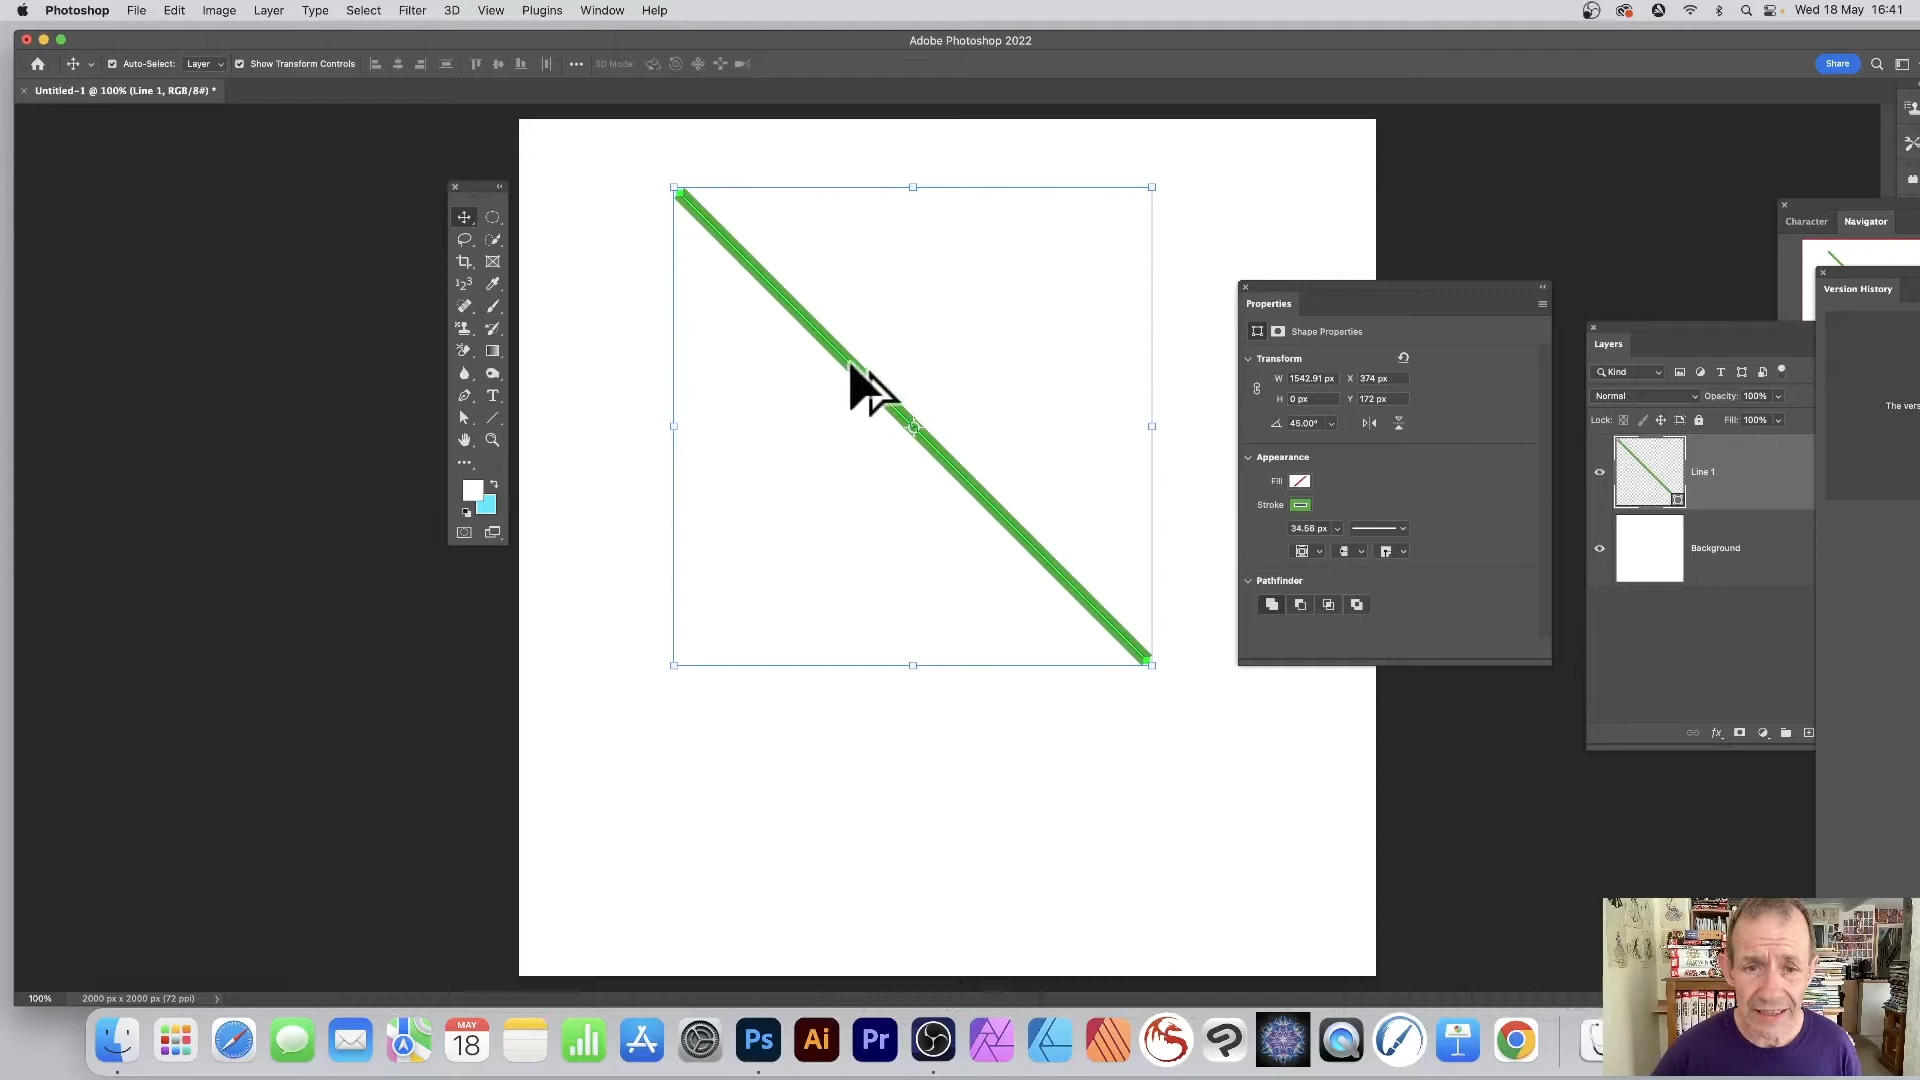 Photoshop File Edit Image Layer Type Select Filter 3D View Plugins Window Help Wed 18 May 16:41
Adobe Photoshop 2022
Auto-Select: Layer Show Transform Controls 3D Mode: Share
Untitled-1 @ 100% (Line 1, RGB/8#) *
Character Navigator
Version History
Properties
Shape Properties
Transform
W 1542.91 px X 374 px
H 0 px Y 172 px
45.00°
Appearance
Fill
Stroke
34.56 px
Pathfinder
Layers
Kind
Normal Opacity: 100%
Lock: Fill: 100%
Line 1
Background
The vers
100% 2000 px x 2000 px (72 ppi)
MAY
18
Ps Ai Pr